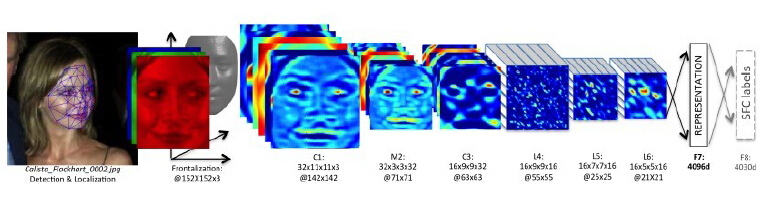 Calista_Flockhart_0002.jpg
Detection & Localization
Frontalization:
@152X152x3
C1:
32x11x11x3
@142x142
M2:
32x3x3x32
@71x71
C3:
16x9x9x32
@63x63
L4:
16x9x9x16
@55x55
L5:
16x7x7x16
@25x25
L6:
16x5x5x16
@21X21
REPRESENTATION
F7:
4096d
SFC labels
F8:
4030d